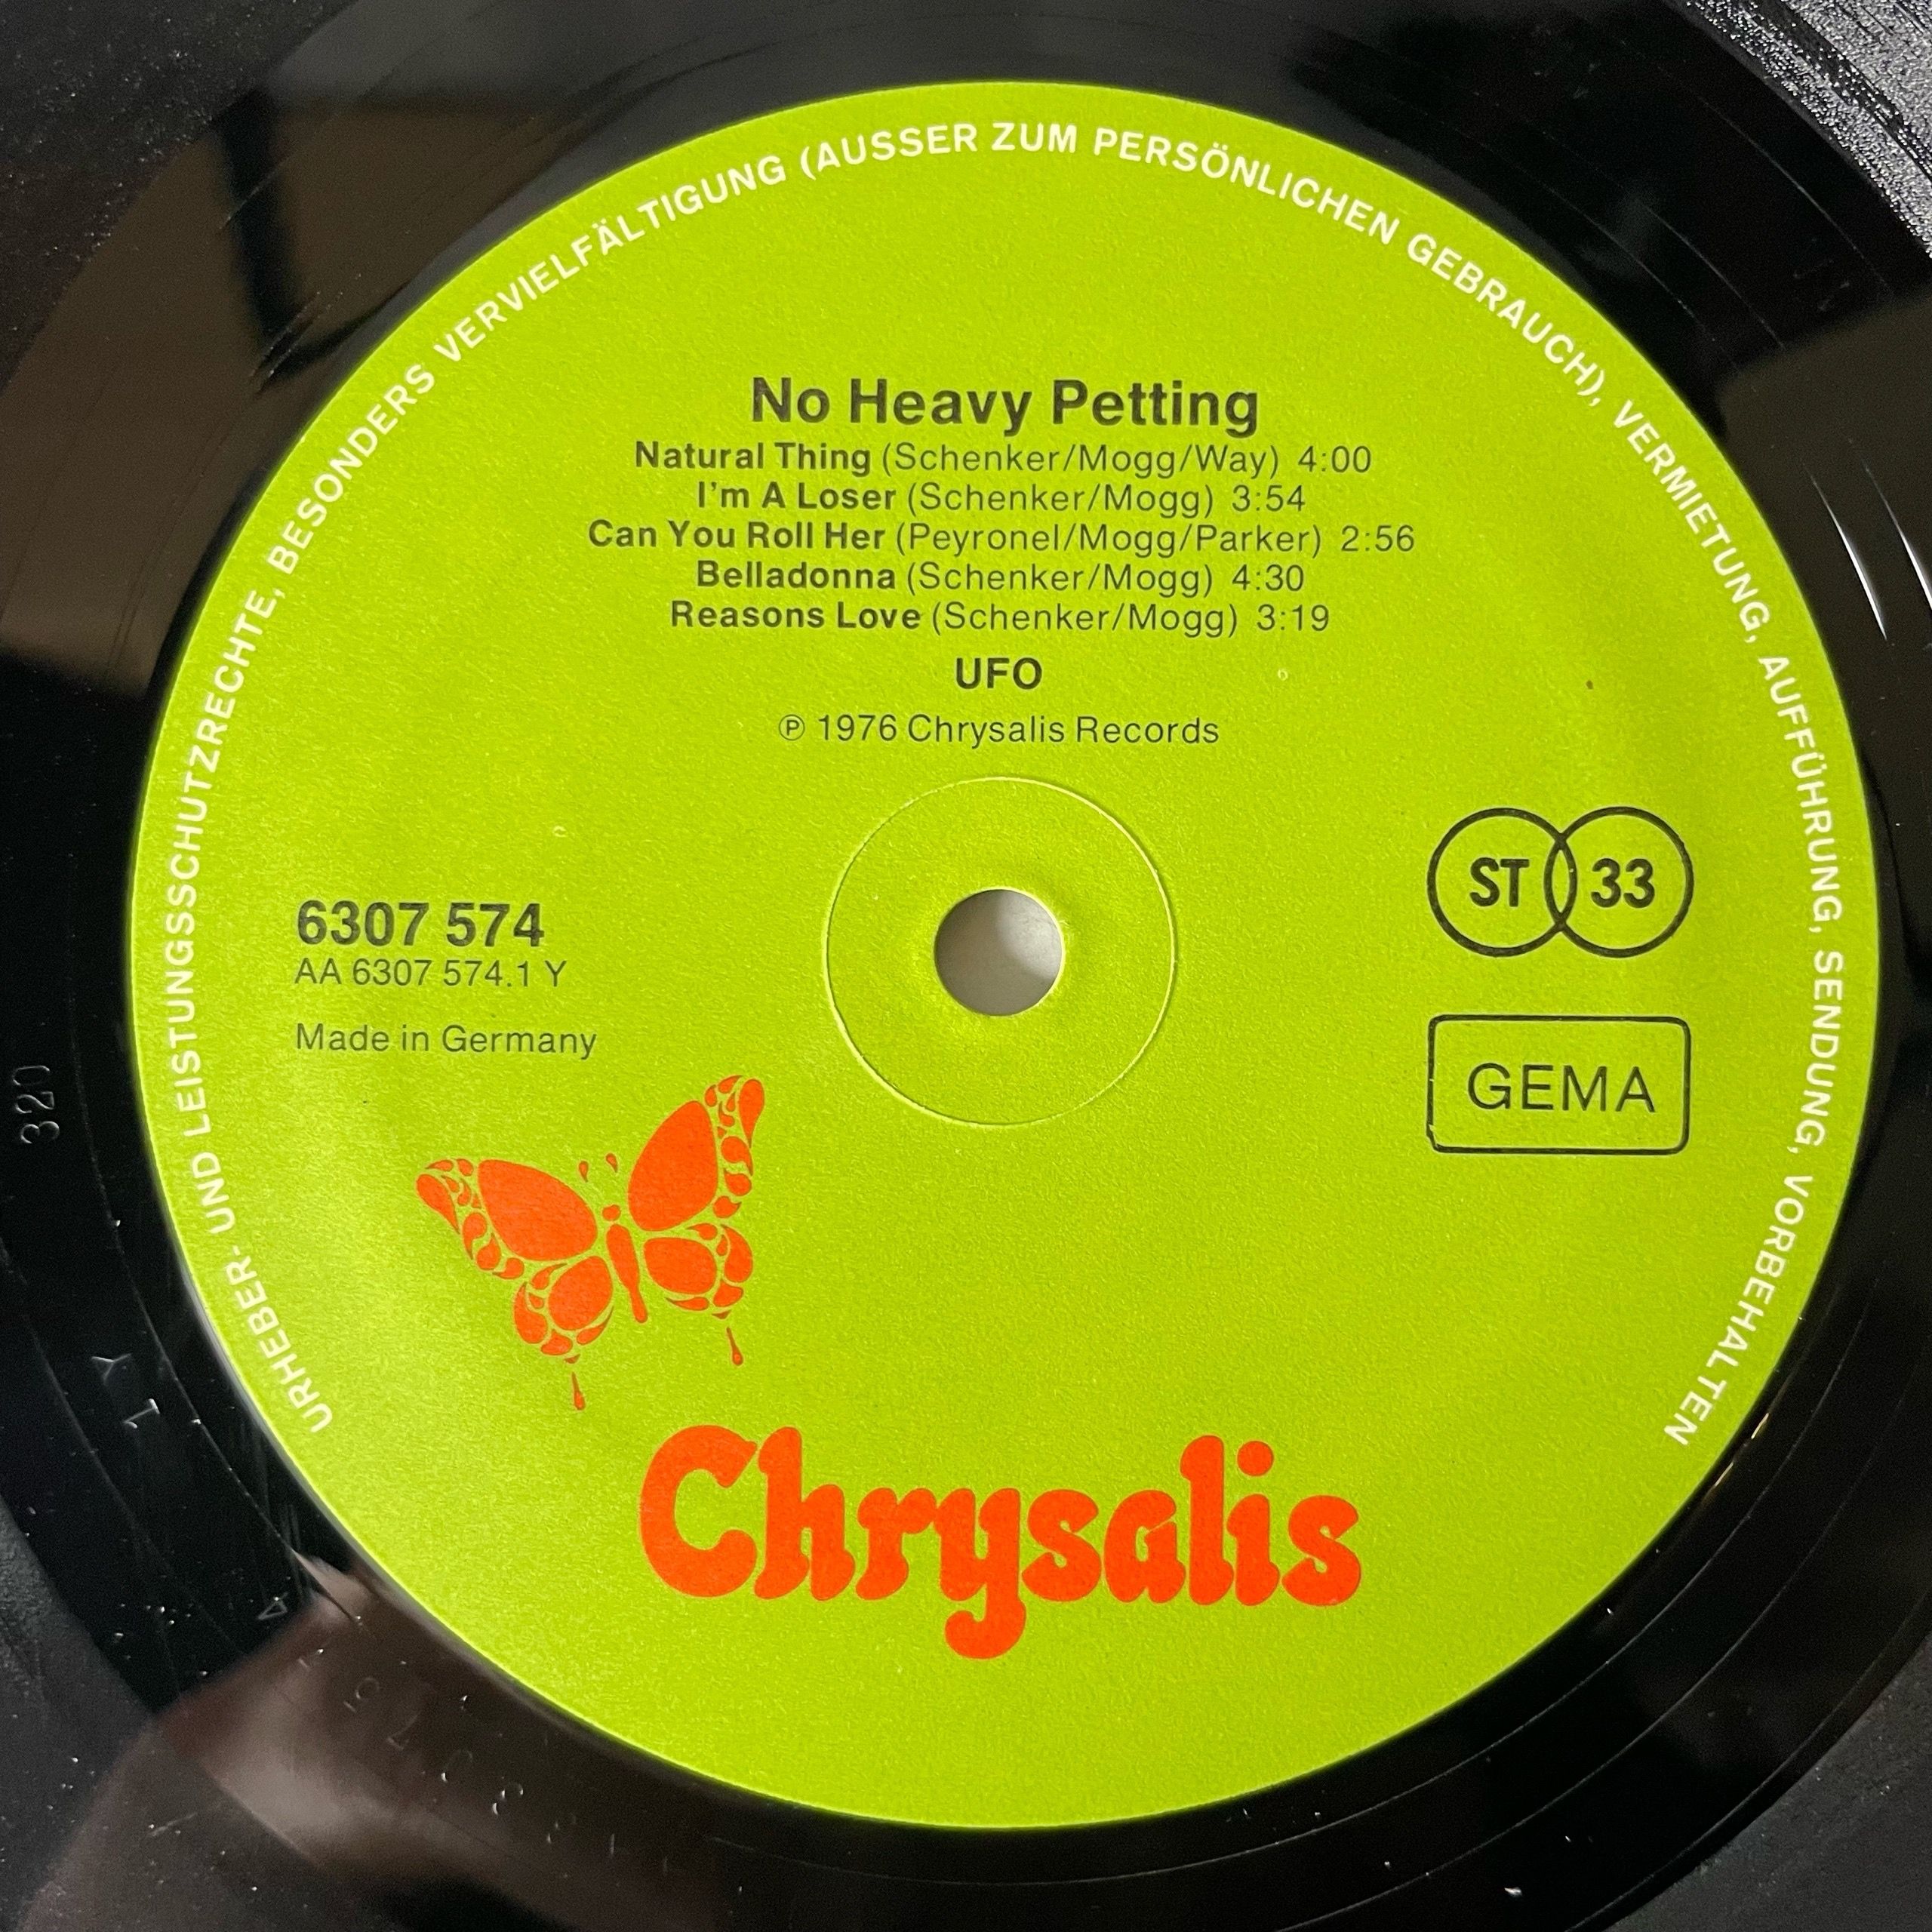 URHEBER- UND LEISTUNGSSCHUTZRECHTE, BESONDERS VERVIELFÄLTIGUNG (AUSSER ZUM PERSÖNLICHEN GEBRAUCH), VERMIETUNG, AUFFÜHRUNG, SENDUNG, VORBEHALTEN
No Heavy Petting
Natural Thing (Schenker/Mogg/Way) 4:00
I'm A Loser (Schenker/Mogg) 3:54
Can You Roll Her (Peyronel/Mogg/Parker) 2:56
Belladonna (Schenker/Mogg) 4:30
Reasons Love (Schenker/Mogg) 3:19
UFO
℗ 1976 Chrysalis Records
ST 33
6307 574
AA 6307 574.1 Y
Made in Germany
GEMA
Chrysalis
320